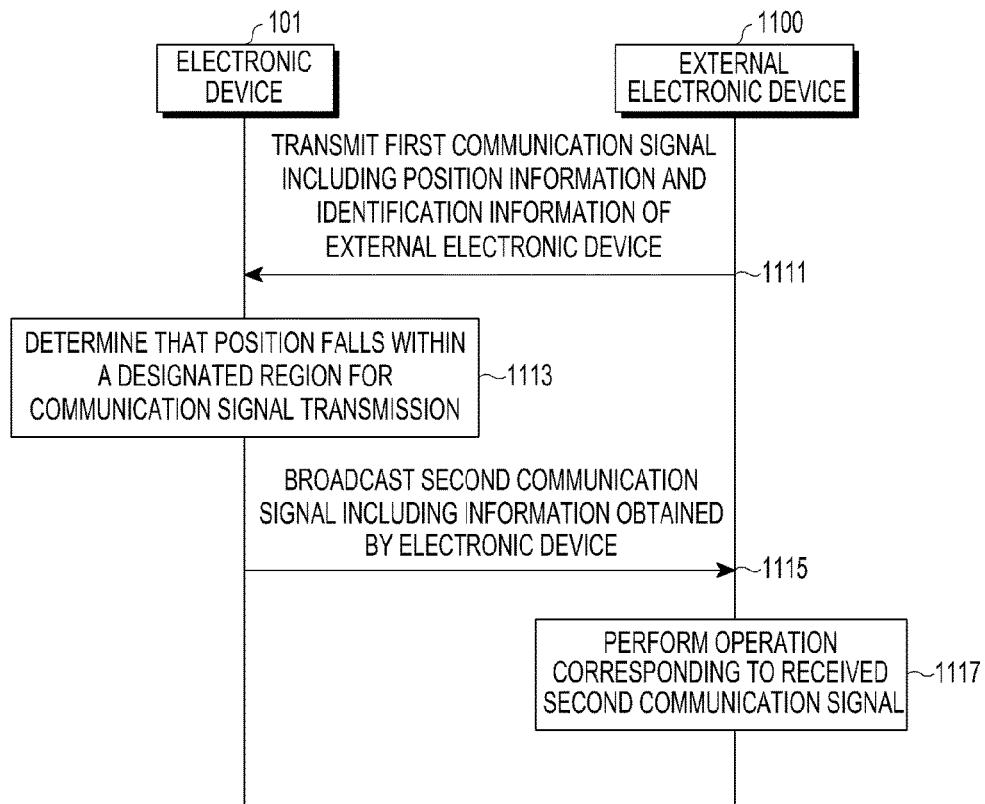 101
ELECTRONIC
DEVICE
1100
EXTERNAL
ELECTRONIC DEVICE
TRANSMIT FIRST COMMUNICATION SIGNAL
INCLUDING POSITION INFORMATION AND
IDENTIFICATION INFORMATION OF
EXTERNAL ELECTRONIC DEVICE
1111
DETERMINE THAT POSITION FALLS WITHIN
A DESIGNATED REGION FOR
COMMUNICATION SIGNAL TRANSMISSION
1113
BROADCAST SECOND COMMUNICATION
SIGNAL INCLUDING INFORMATION OBTAINED
BY ELECTRONIC DEVICE
1115
PERFORM OPERATION
CORRESPONDING TO RECEIVED
SECOND COMMUNICATION SIGNAL
1117